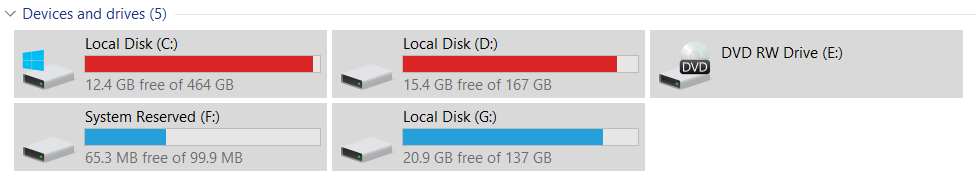 Devices and drives (5)
Local Disk (C:)
12.4 GB free of 464 GB
Local Disk (D:)
15.4 GB free of 167 GB
DVD
DVD RW Drive (E:)
System Reserved (F:)
65.3 MB free of 99.9 MB
Local Disk (G:)
20.9 GB free of 137 GB